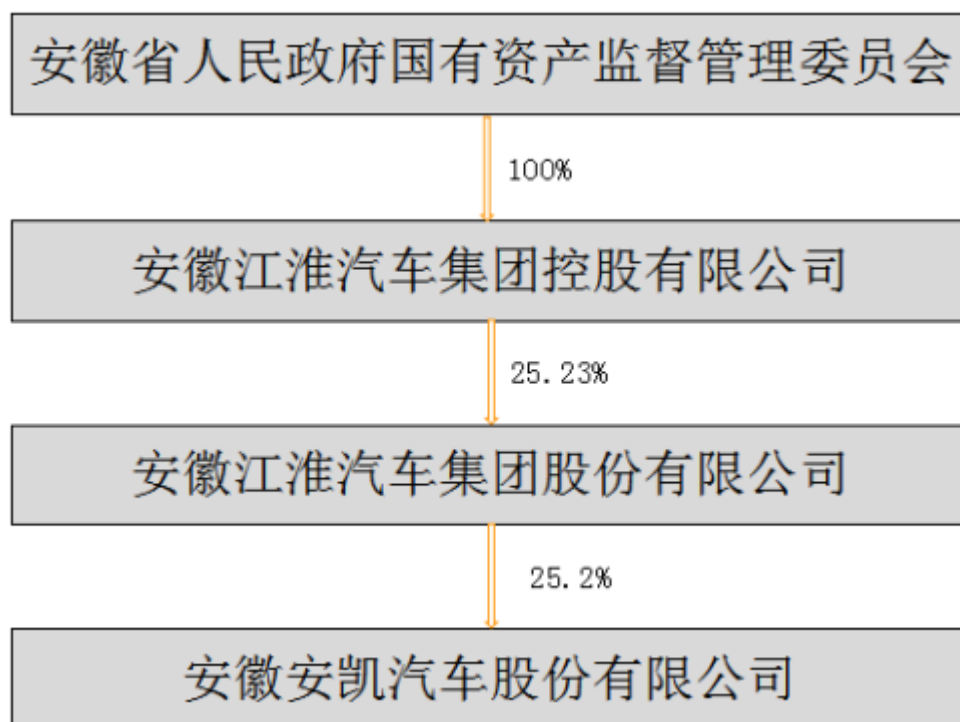 安徽省人民政府国有资产监督管理委员会
100%
安徽江淮汽车集团控股有限公司
25.23%
安徽江淮汽车集团股份有限公司
25.2%
安徽安凯汽车股份有限公司